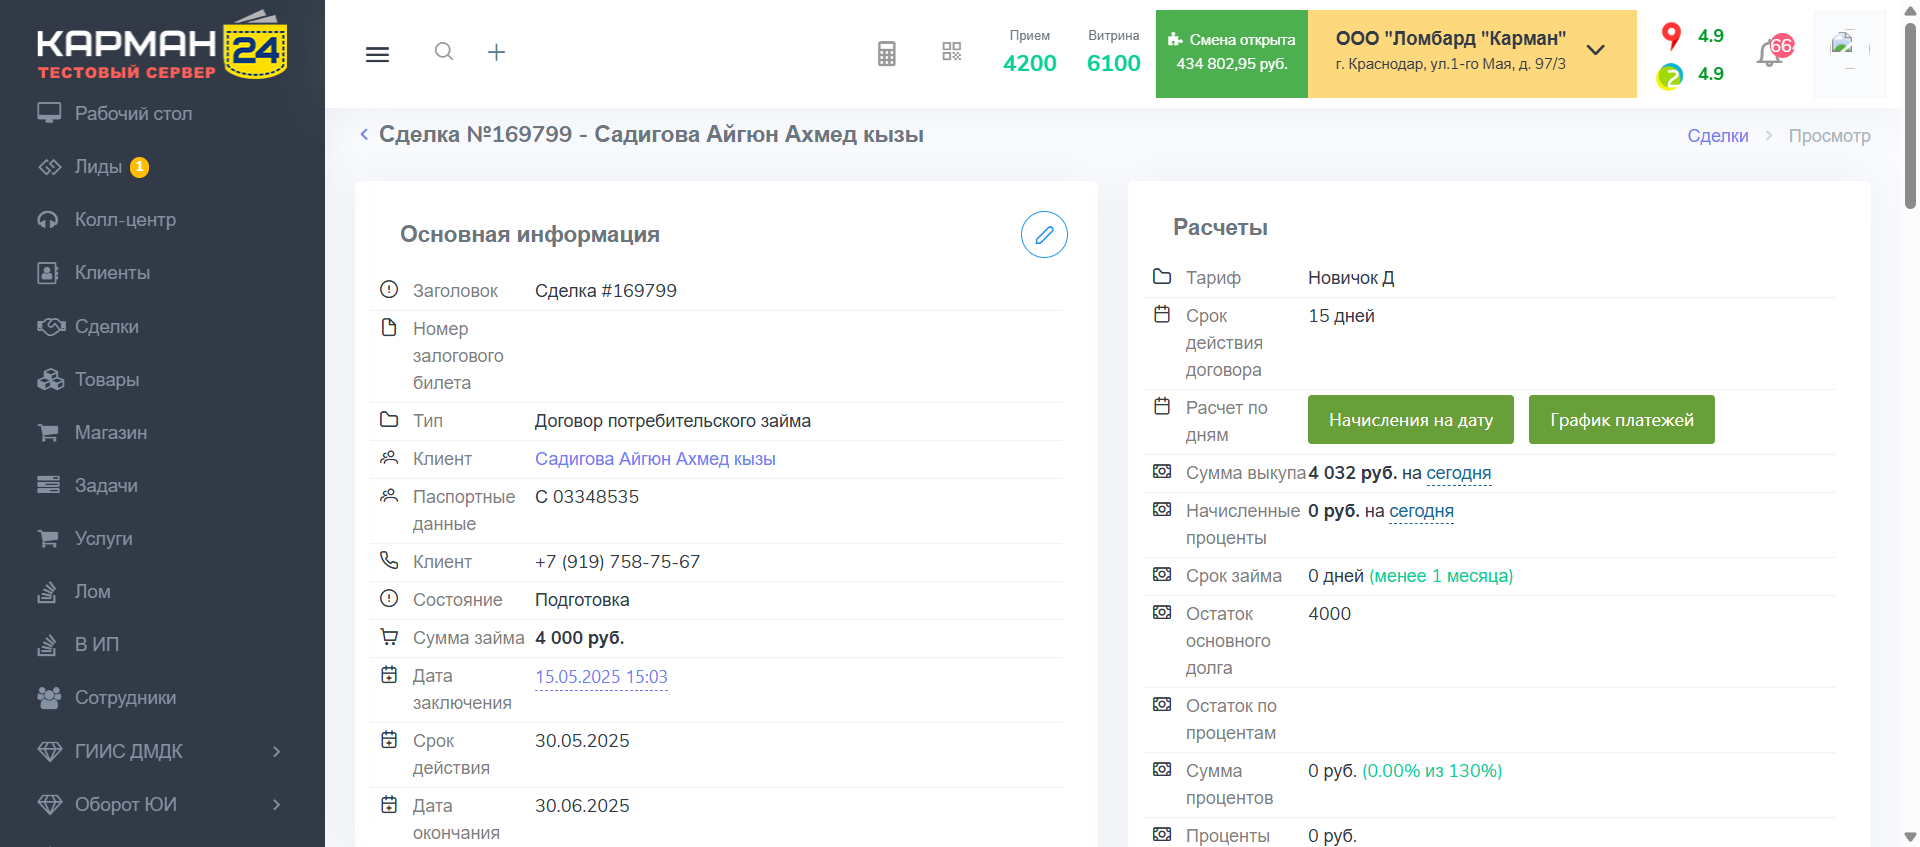 КАРМАН 24
ТЕСТОВЫЙ СЕРВЕР
Рабочий стол
Лиды 1
Колл-центр
Клиенты
Сделки
Товары
Магазин
Задачи
Услуги
Лом
В ИП
Сотрудники
ГИИС ДМДК
Оборот ЮИ
Прием
4200
Витрина
6100
Смена открыта
434 802,95 руб.
ООО "Ломбард "Карман"
г. Краснодар, ул.1-го Мая, д. 97/3
4.9
4.9
Сделка №169799 - Садигова Айгюн Ахмед кызы
Сделки > Просмотр
Основная информация
Заголовок Сделка #169799
Номер
залогового
билета
Тип Договор потребительского займа
Клиент Садигова Айгюн Ахмед кызы
Паспортные С 03348535
данные
Клиент +7 (919) 758-75-67
Состояние Подготовка
Сумма займа 4 000 руб.
Дата 15.05.2025 15:03
заключения
Срок 30.05.2025
действия
Дата 30.06.2025
окончания
Расчеты
Тариф Новичок Д
Срок 15 дней
действия
договора
Расчет по Начисления на дату График платежей
дням
Сумма выкупа 4 032 руб. на сегодня
Начисленные 0 руб. на сегодня
проценты
Срок займа 0 дней (менее 1 месяца)
Остаток 4000
основного
долга
Остаток по
процентам
Сумма 0 руб. (0.00% из 130%)
процентов
Проценты 0 руб.